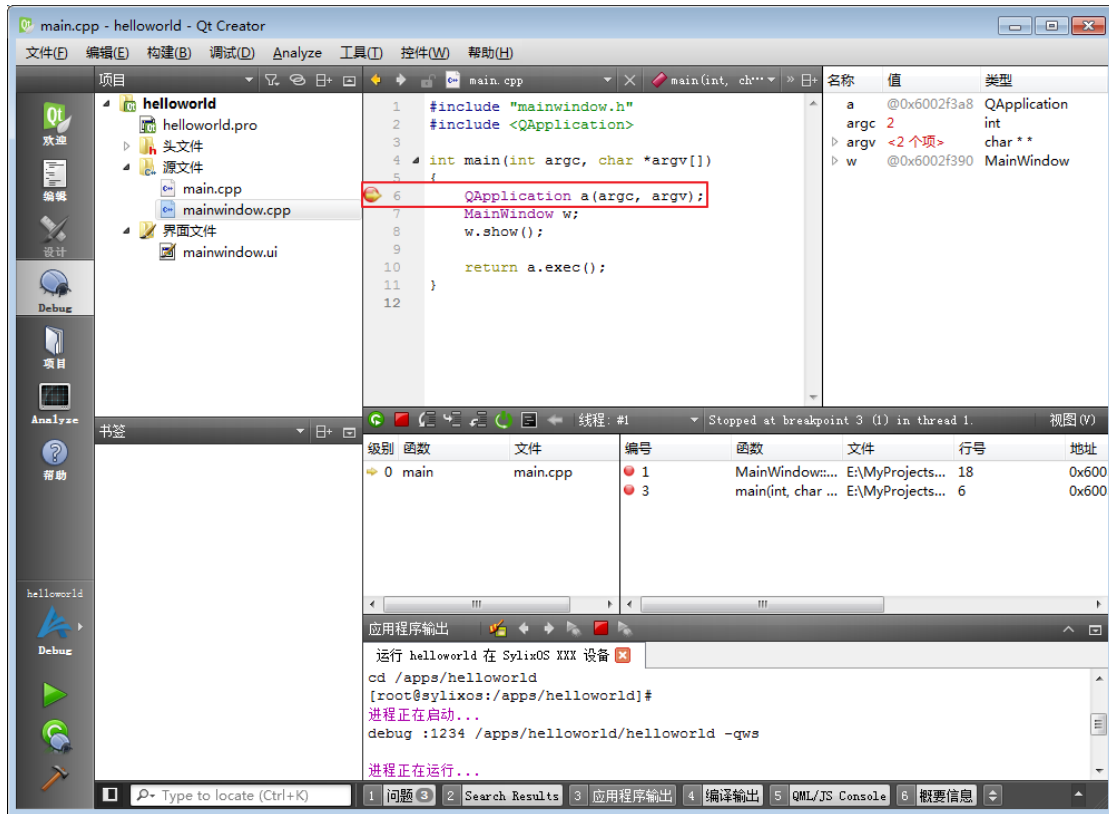 main.cpp - helloworld - Qt Creator
文件(F) 编辑(E) 构建(B) 调试(D) Analyze 工具(T) 控件(W) 帮助(H)
欢迎
编辑
设计
Debug
项目
Analyze
帮助
helloworld
Debug
项目
helloworld
helloworld.pro
头文件
源文件
main.cpp
mainwindow.cpp
界面文件
mainwindow.ui
书签
main.cpp main(int, ch··· »
1 #include "mainwindow.h"
2 #include <QApplication>
3
4 int main(int argc, char *argv[])
5 {
6 QApplication a(argc, argv);
7 MainWindow w;
8 w.show();
9
10 return a.exec();
11 }
12
名称 值 类型
a @0x6002f3a8 QApplication
argc 2 int
argv <2 个项> char * *
w @0x6002f390 MainWindow
线程: #1 Stopped at breakpoint 3 (1) in thread 1. 视图(V)
级别 函数 文件
0 main main.cpp
编号 函数 文件 行号 地址
1 MainWindow::... E:\MyProjects... 18 0x600
3 main(int, char ... E:\MyProjects... 6 0x600
应用程序输出
运行 helloworld 在 SylixOS XXX 设备
cd /apps/helloworld
[root@sylixos:/apps/helloworld]#
进程正在启动...
debug :1234 /apps/helloworld/helloworld -qws
进程正在运行...
Type to locate (Ctrl+K) 1 问题 3 2 Search Results 3 应用程序输出 4 编译输出 5 QML/JS Console 6 概要信息